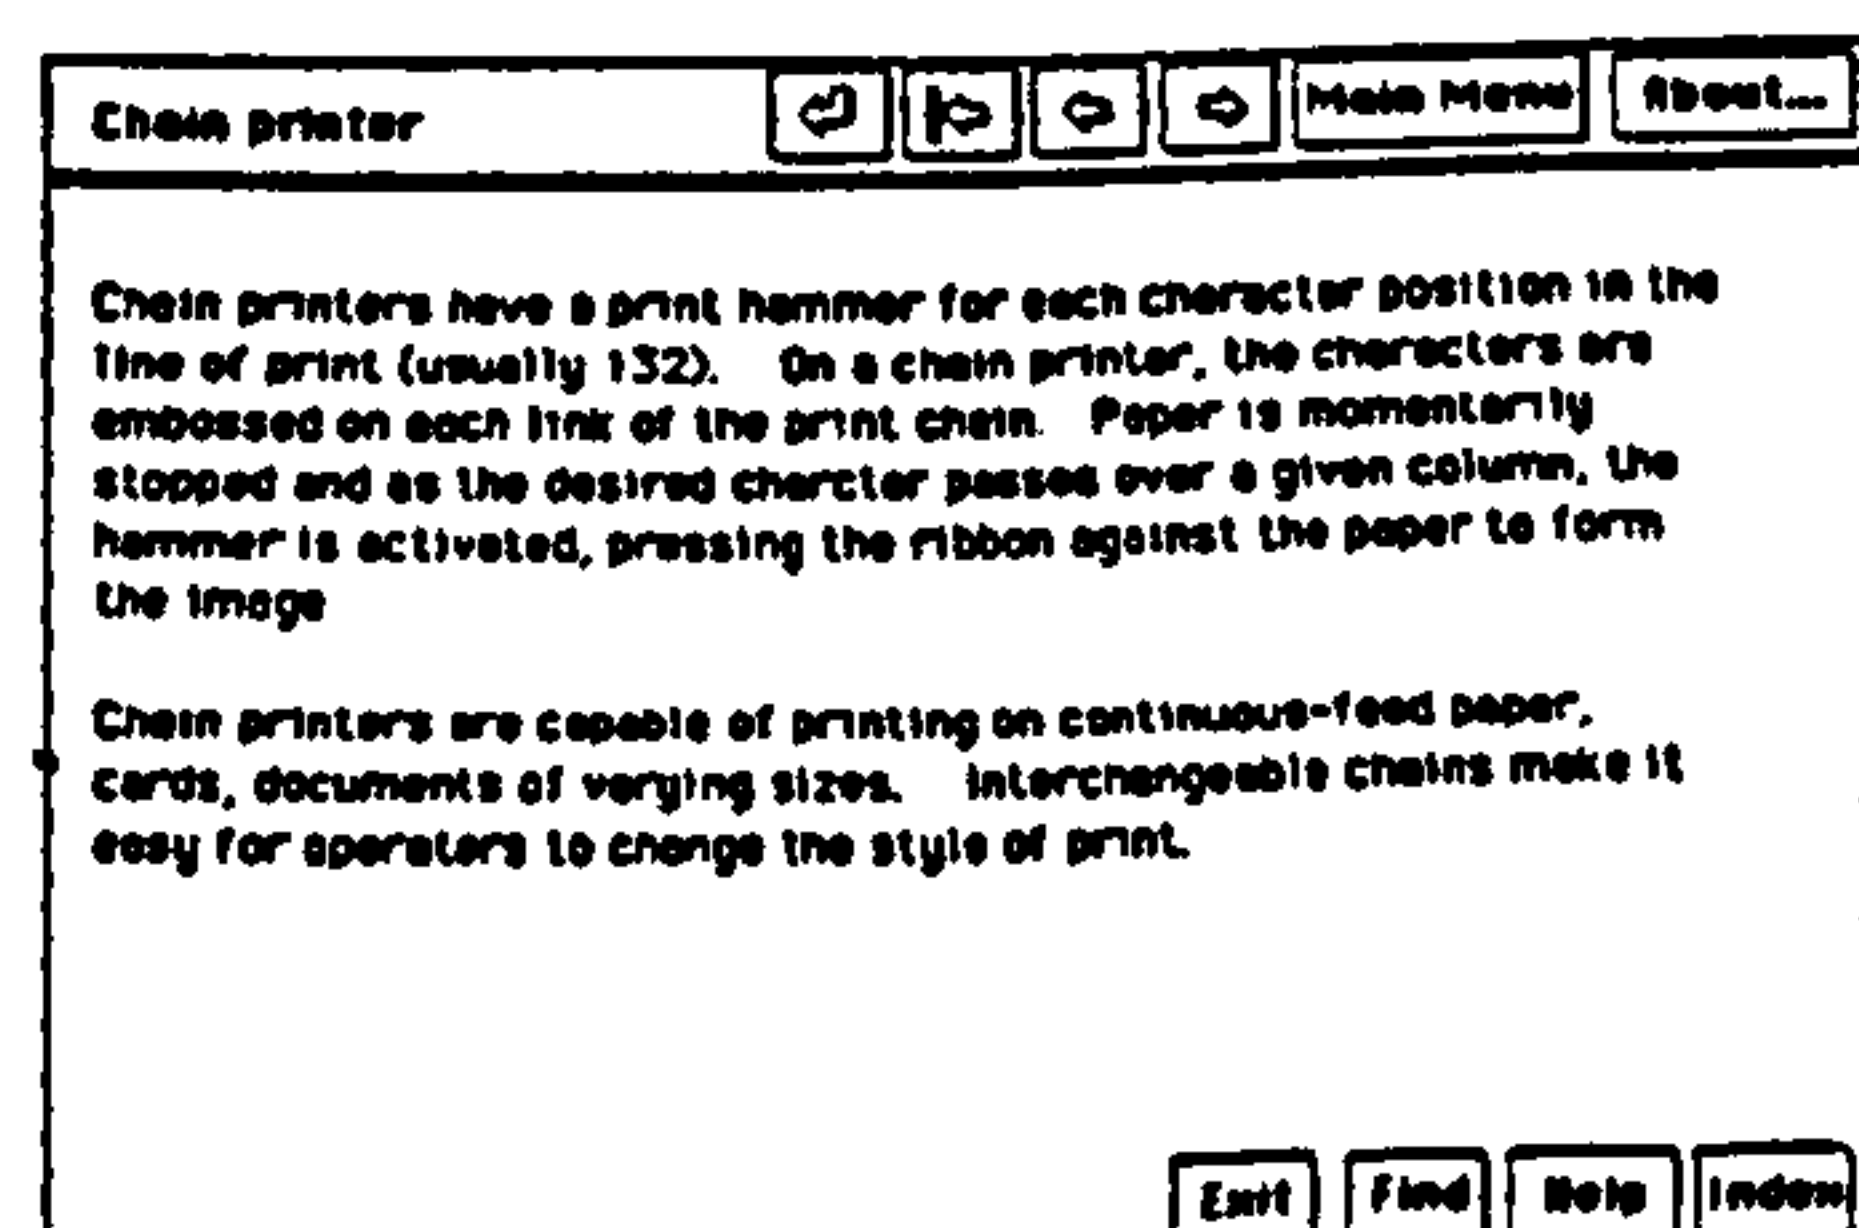 Chain printer
Main Menu
About...
Chain printers have a print hammer for each character position in the
line of print (usually 132). On a chain printer, the characters are
embossed on each link of the print chain. Paper is momentarily
stopped and as the desired charcter passes over a given column, the
hammer is activated, pressing the ribbon against the paper to form
the image
Chain printers are capable of printing on continuous-feed paper,
cards, documents of varying sizes. Interchangeable chains make it
easy for operators to change the style of print.
Exit
Find
Help
Index